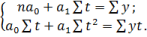 na₀ + a₁ ∑ t = ∑ y;
a₀ ∑ t + a₁ ∑ t² = ∑ yt.